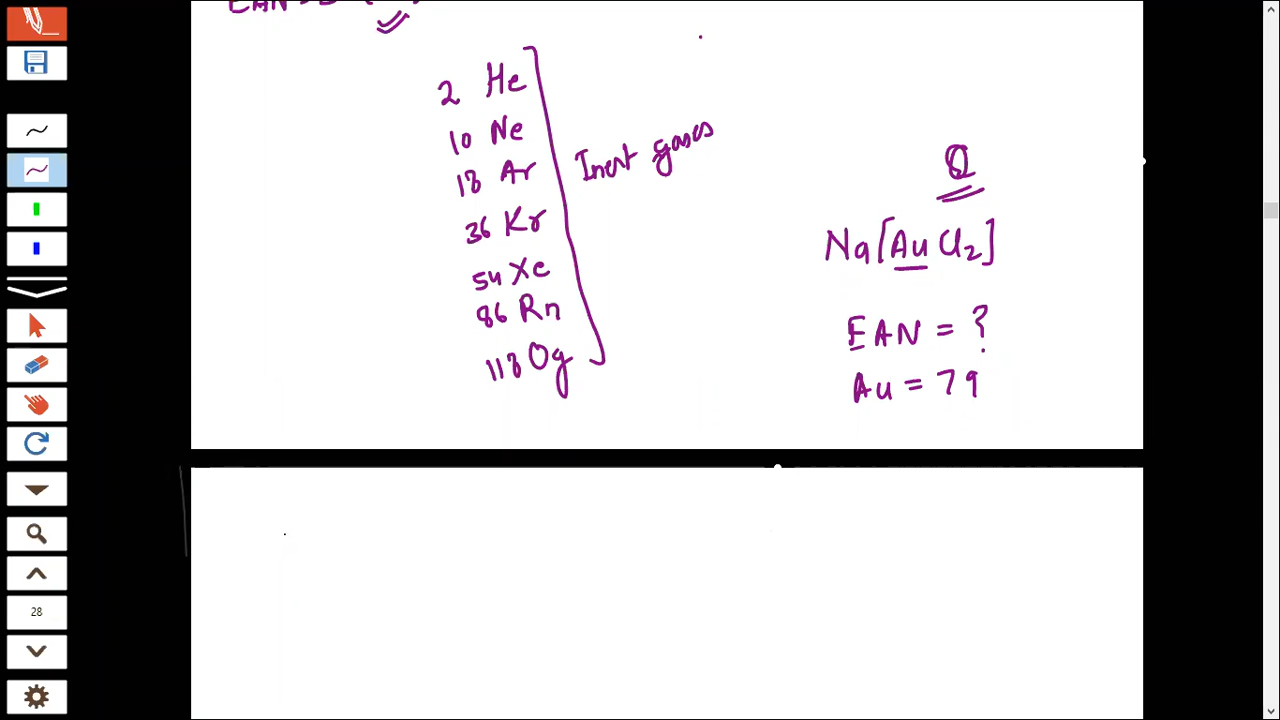 2 He
10 Ne
18 Ar
36 Kr
54 Xe
86 Rn
118 Og
Inert gases
Q
Na[AuCl2]
EAN = ?
Au = 79
28